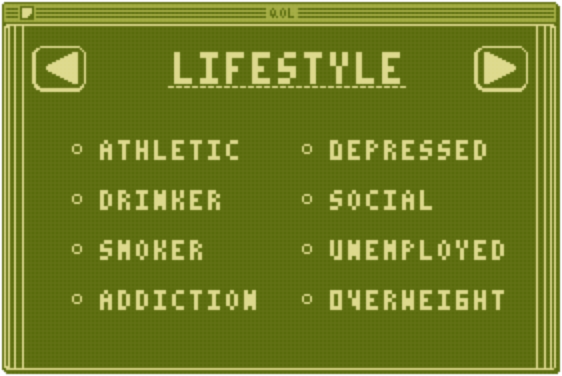 Q.O.L
LIFESTYLE
ATHLETIC
DEPRESSED
DRINKER
SOCIAL
SMOKER
UNEMPLOYED
ADDICTION
OVERWEIGHT